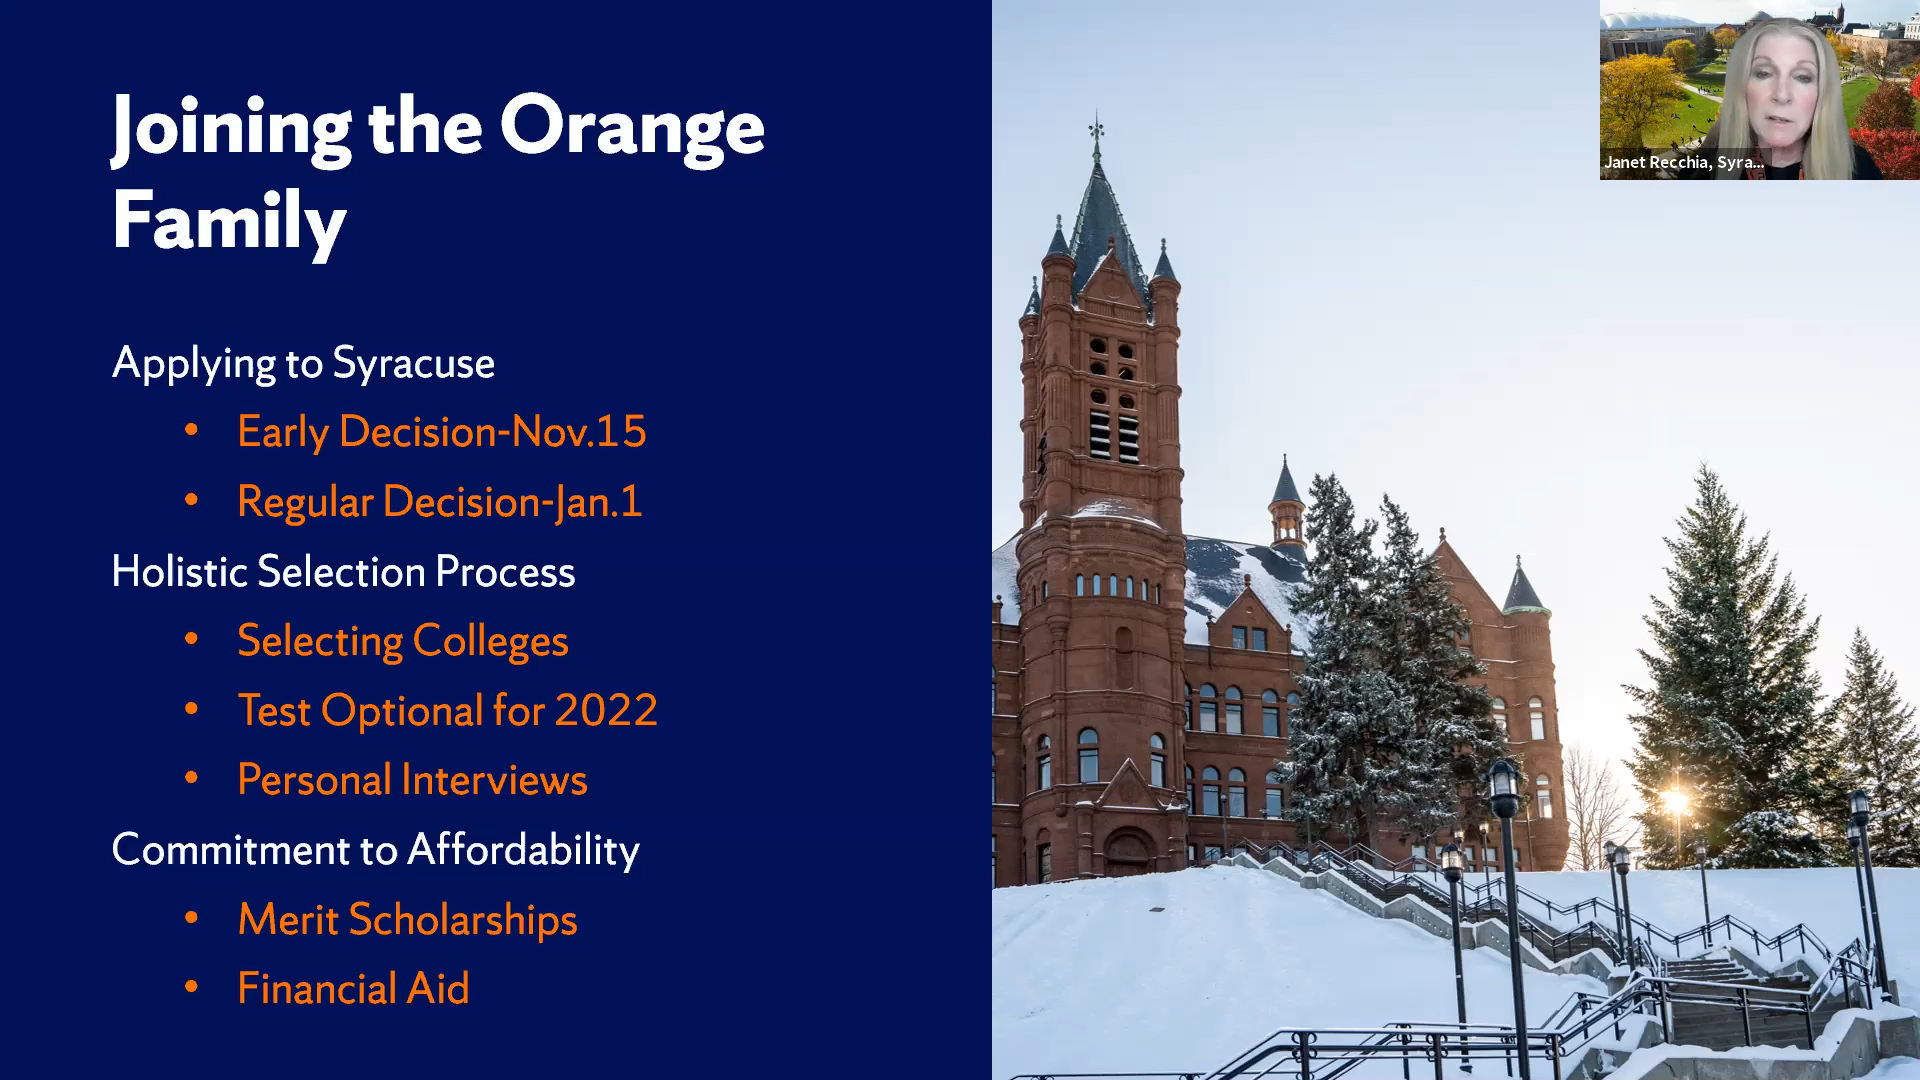 Joining the Orange
Family
Applying to Syracuse
• Early Decision-Nov.15
• Regular Decision-Jan.1
Holistic Selection Process
• Selecting Colleges
• Test Optional for 2022
• Personal Interviews
Commitment to Affordability
• Merit Scholarships
• Financial Aid
Janet Recchia, Syra...